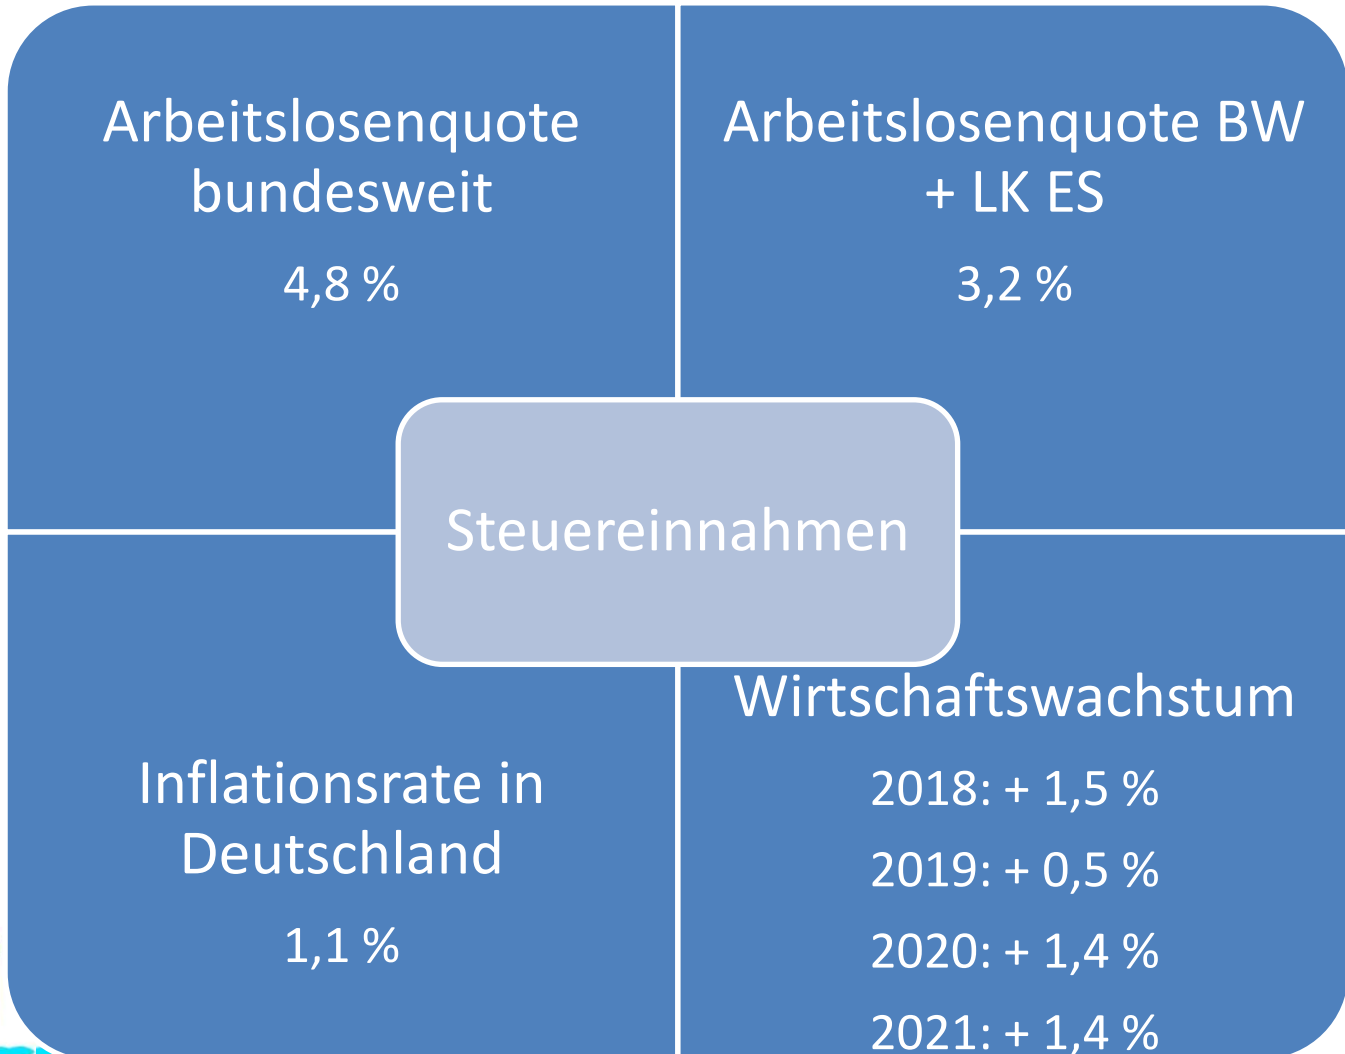 Arbeitslosenquote
bundesweit
4,8 %
Arbeitslosenquote BW
+ LK ES
3,2 %
Steuereinnahmen
Inflationsrate in
Deutschland
1,1 %
Wirtschaftswachstum
2018: + 1,5 %
2019: + 0,5 %
2020: + 1,4 %
2021: + 1,4 %